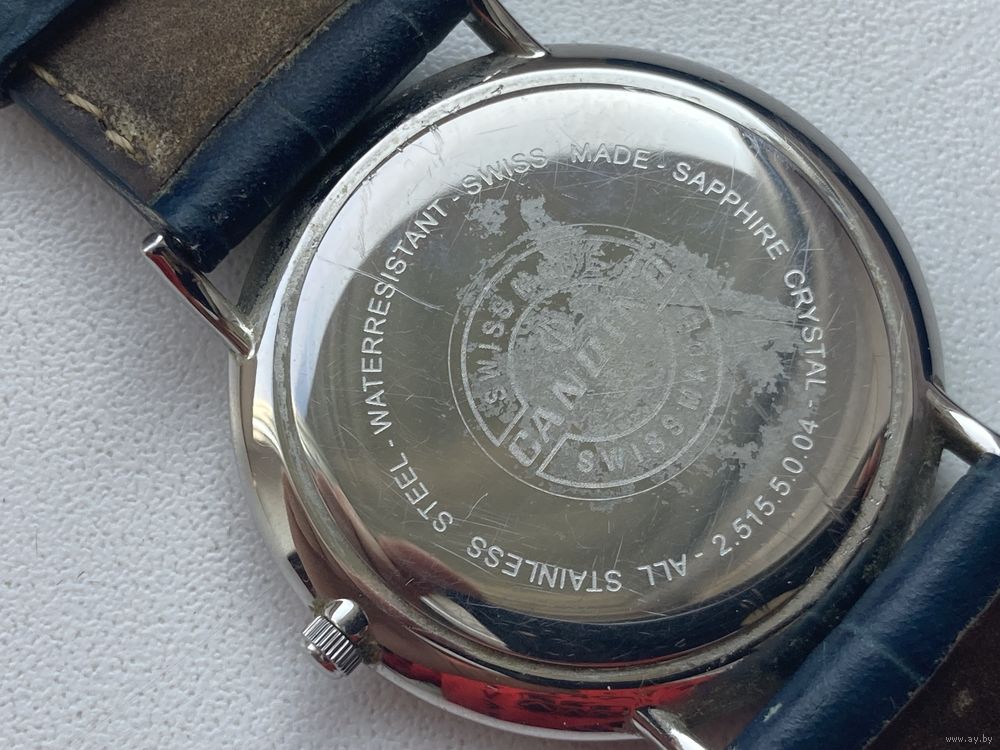 SWISS MADE - SAPPHIRE CRYSTAL - 2.515.5.0.04 - ALL STAINLESS STEEL - WATERRESISTANT -
SWISS
CANDINO
SWISS
www.ay.by